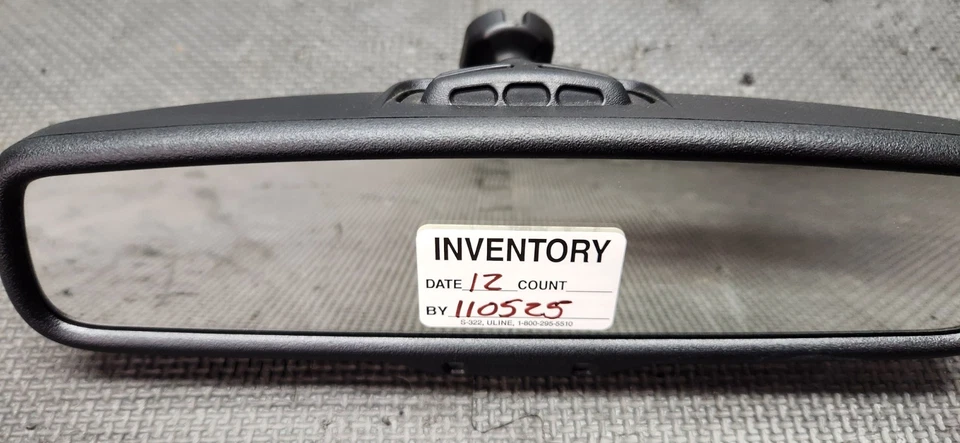 INVENTORY
DATE 12 COUNT
BY 110525
S-322, ULINE, 1-800-295-5510